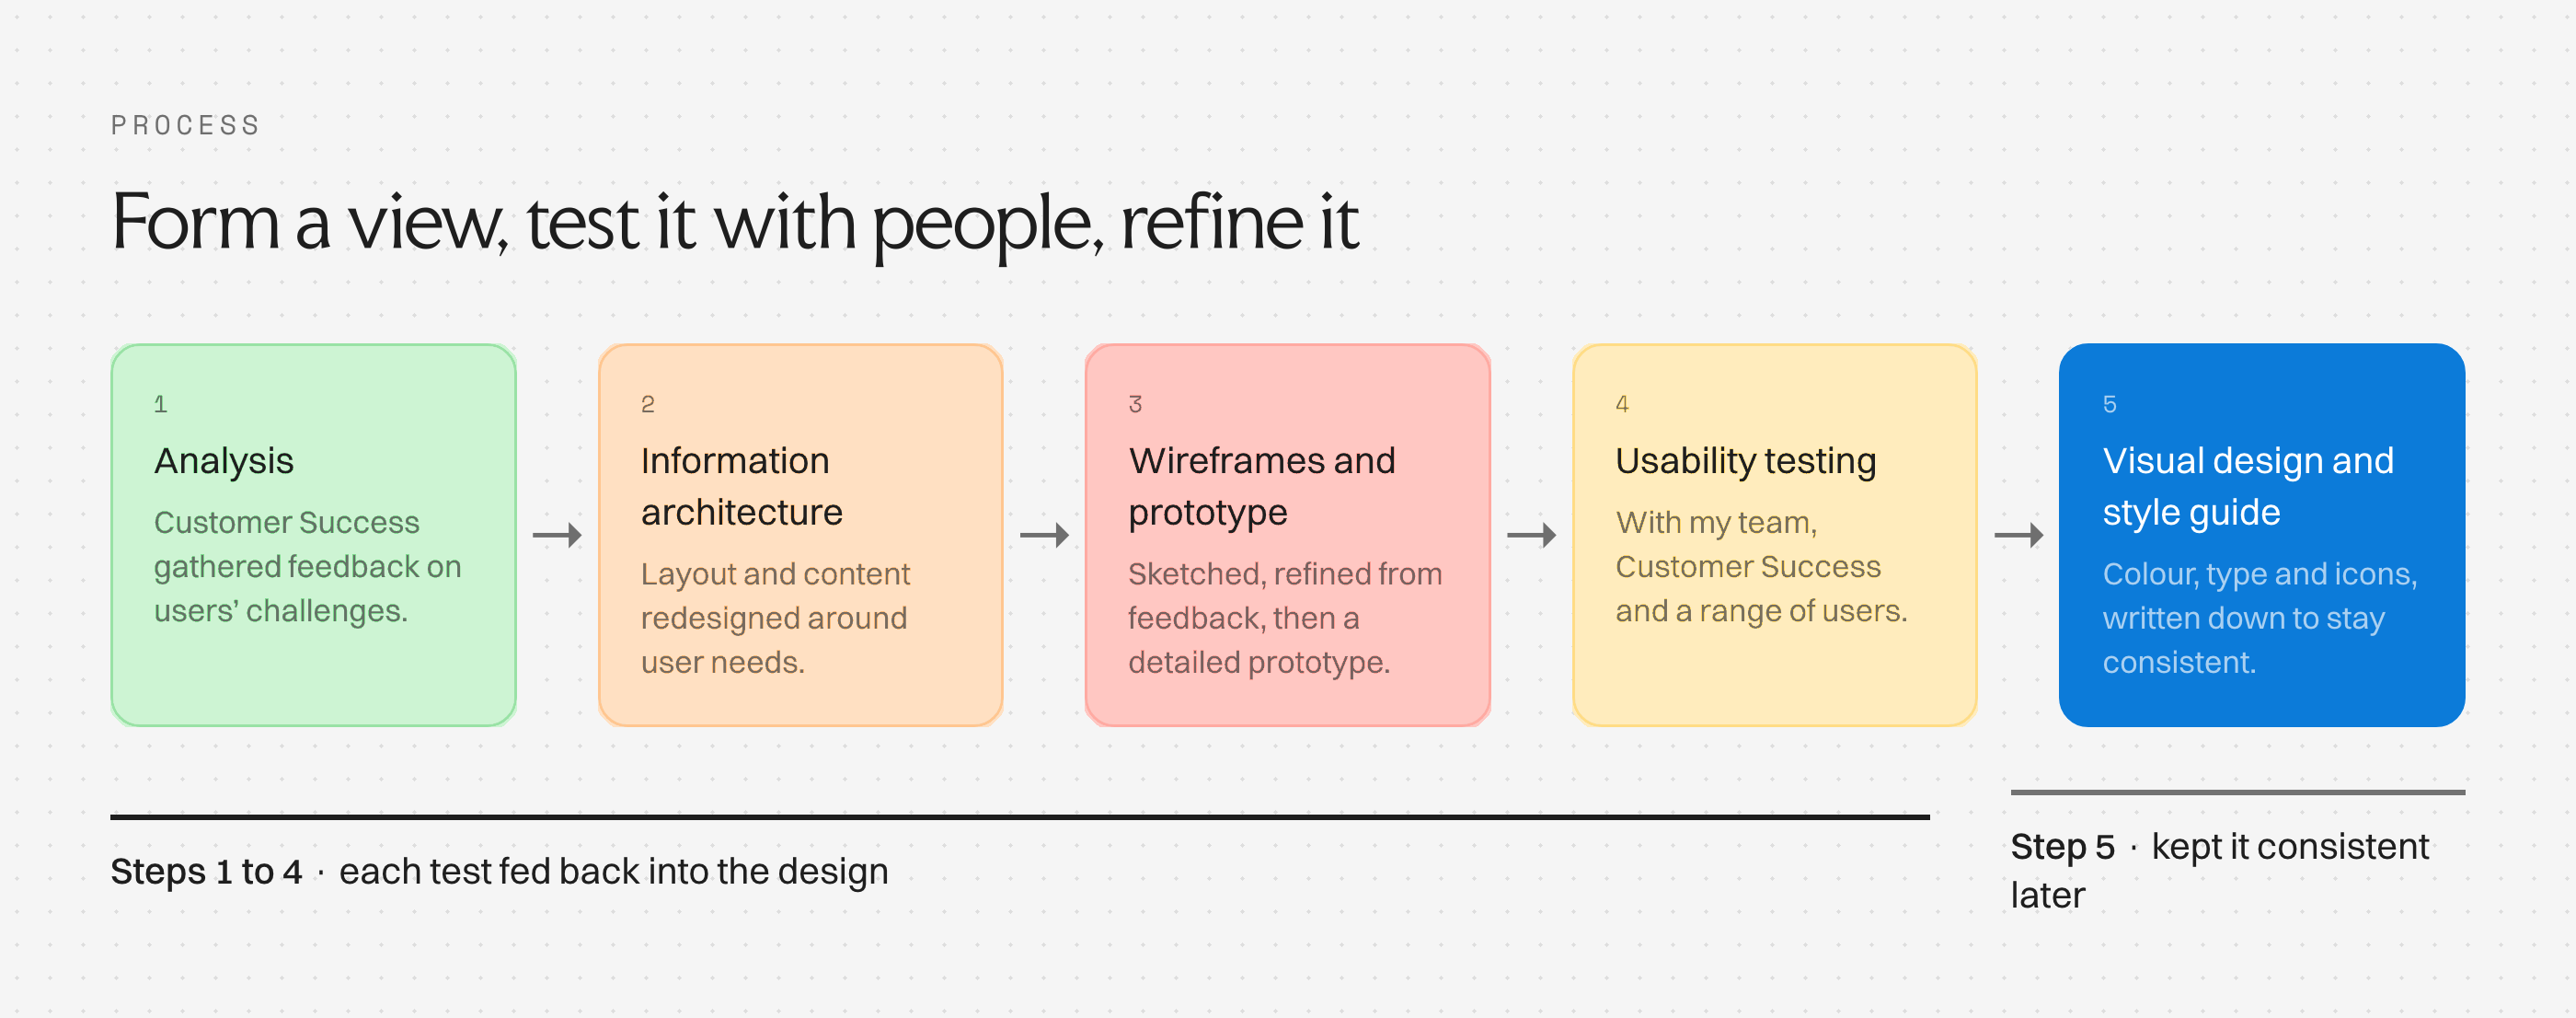 PROCESS
Form a view, test it with people, refine it
1
Analysis
Customer Success
gathered feedback on
users’ challenges.
2
Information
architecture
Layout and content
redesigned around
user needs.
3
Wireframes and
prototype
Sketched, refined from
feedback, then a
detailed prototype.
4
Usability testing
With my team,
Customer Success
and a range of users.
5
Visual design and
style guide
Colour, type and icons,
written down to stay
consistent.
Steps 1 to 4 · each test fed back into the design
Step 5 · kept it consistent
later